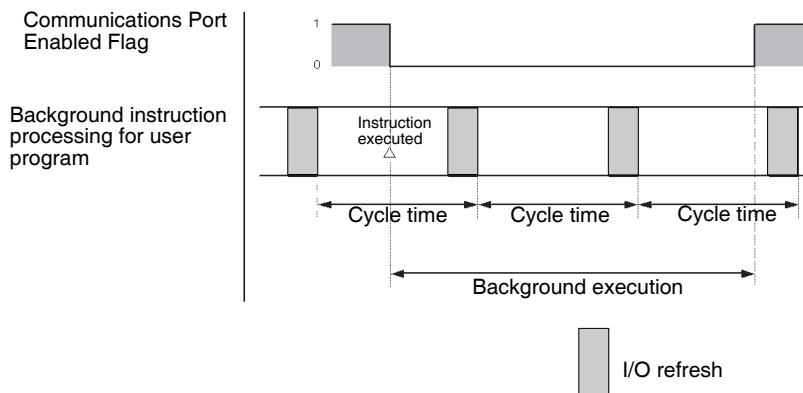 Communications Port
Enabled Flag
1
0
Background instruction
processing for user
program
Instruction
executed
Cycle time
Cycle time
Cycle time
Background execution
I/O refresh